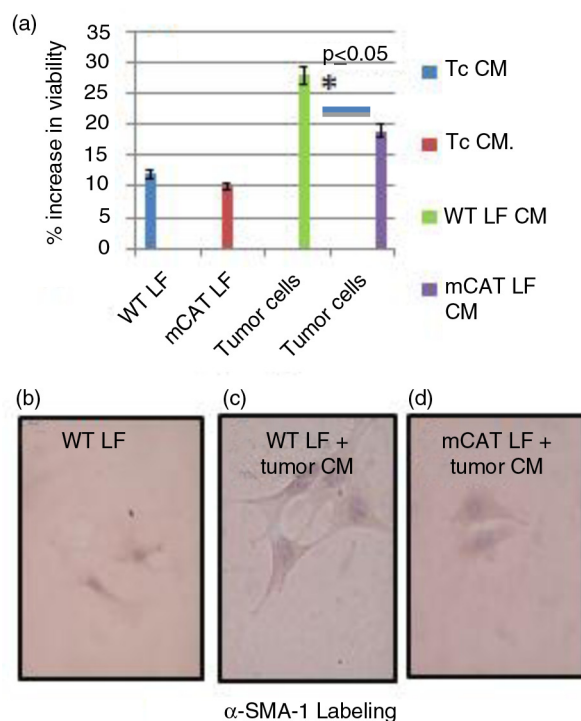 (a)
% increase in viability
35
30
25
20
15
10
5
0
p≤0.05
*
WT LF
mCAT LF
Tumor cells
Tumor cells
Tc CM
Tc CM.
WT LF CM
mCAT LF
CM
(b)
WT LF
(c)
WT LF +
tumor CM
(d)
mCAT LF +
tumor CM
α-SMA-1 Labeling